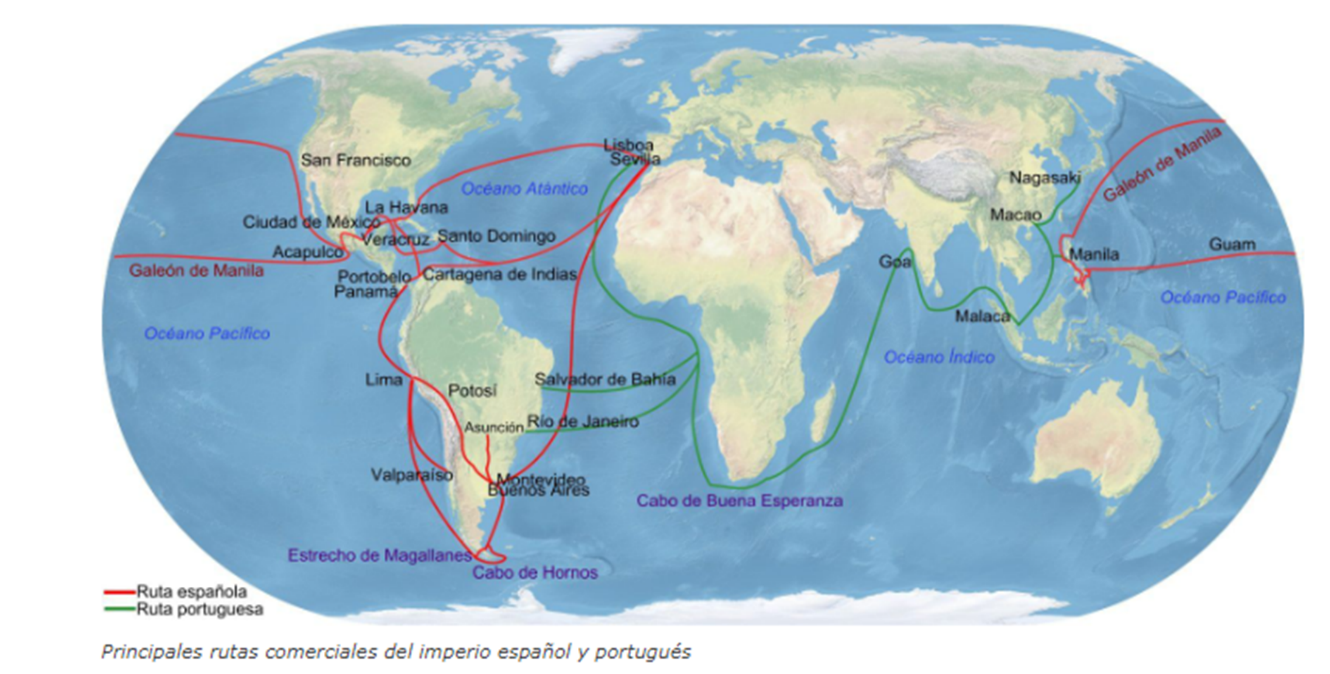 Lisboa
Sevilla
Galeón de Manila
San Francisco
Océano Atántico
Nagasaki
La Havana
Macao
Ciudad de México
Veracruz
Santo Domingo
Guam
Acapulco
Manila
Galeón de Manila
Portobelo
Cartagena de Indias
Goa
Panamá
Océano Pacífico
Malaca
Océano Pacífico
Océano Índico
Lima
Potosí
Salvador de Bahía
Asunción
Río de Janeiro
Valparaíso
Montevideo
Buenos Aires
Cabo de Buena Esperanza
Estrecho de Magallanes
Cabo de Hornos
Ruta española
Ruta portuguesa
Principales rutas comerciales del imperio español y portugués